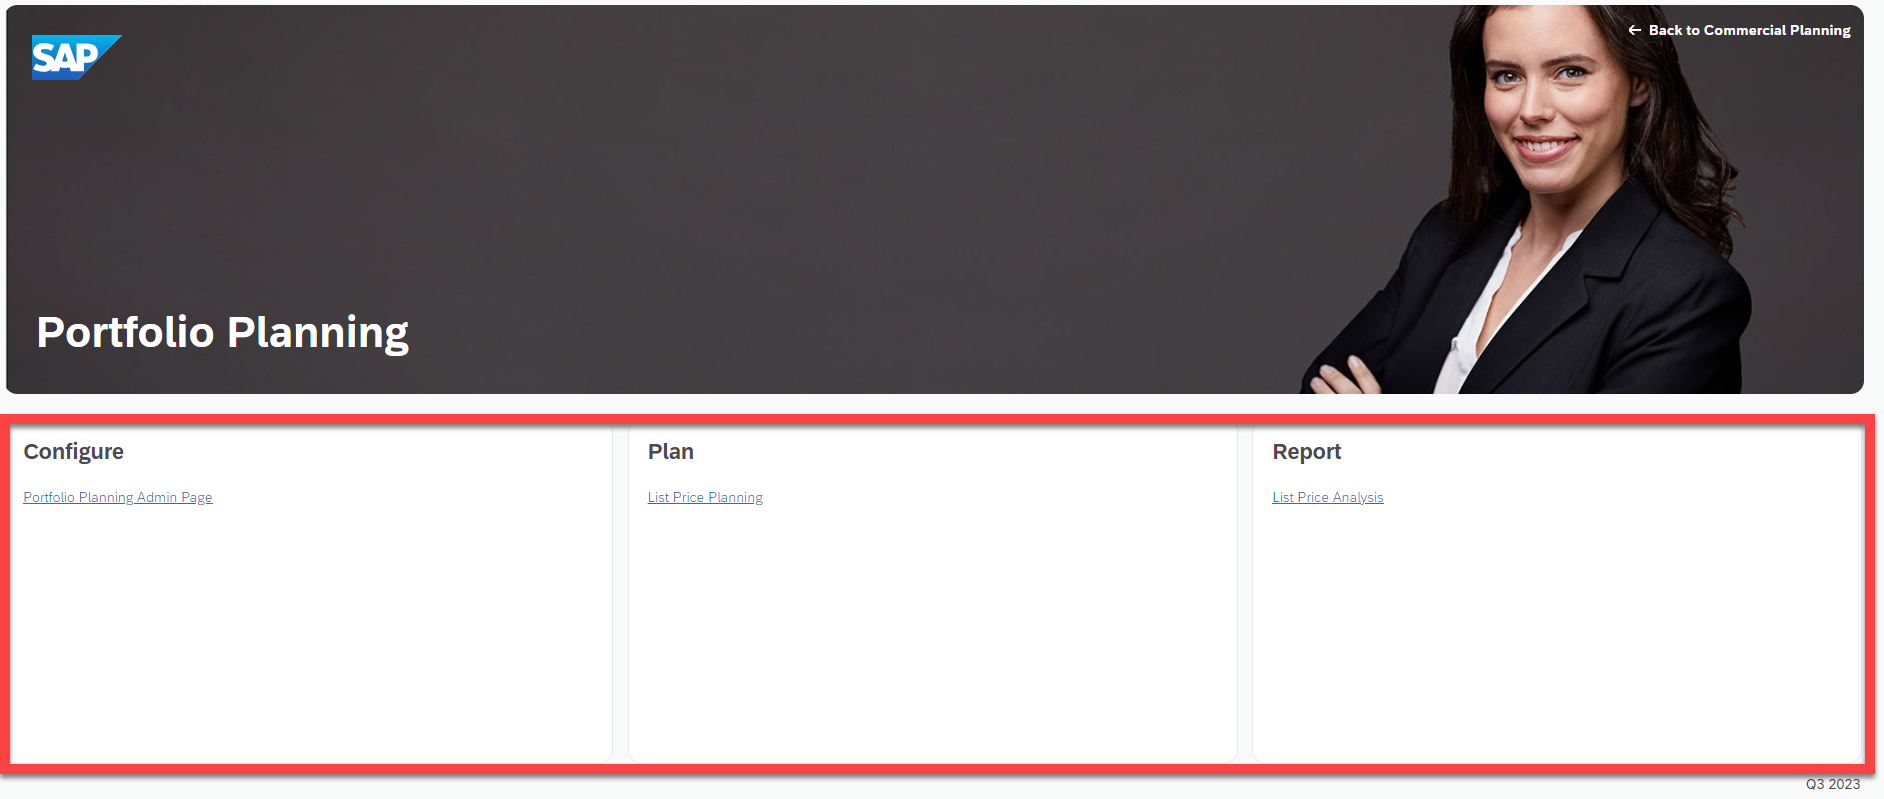 SAP
← Back to Commercial Planning
Portfolio Planning
Configure
Portfolio Planning Admin Page
Plan
List Price Planning
Report
List Price Analysis
Q3 2023